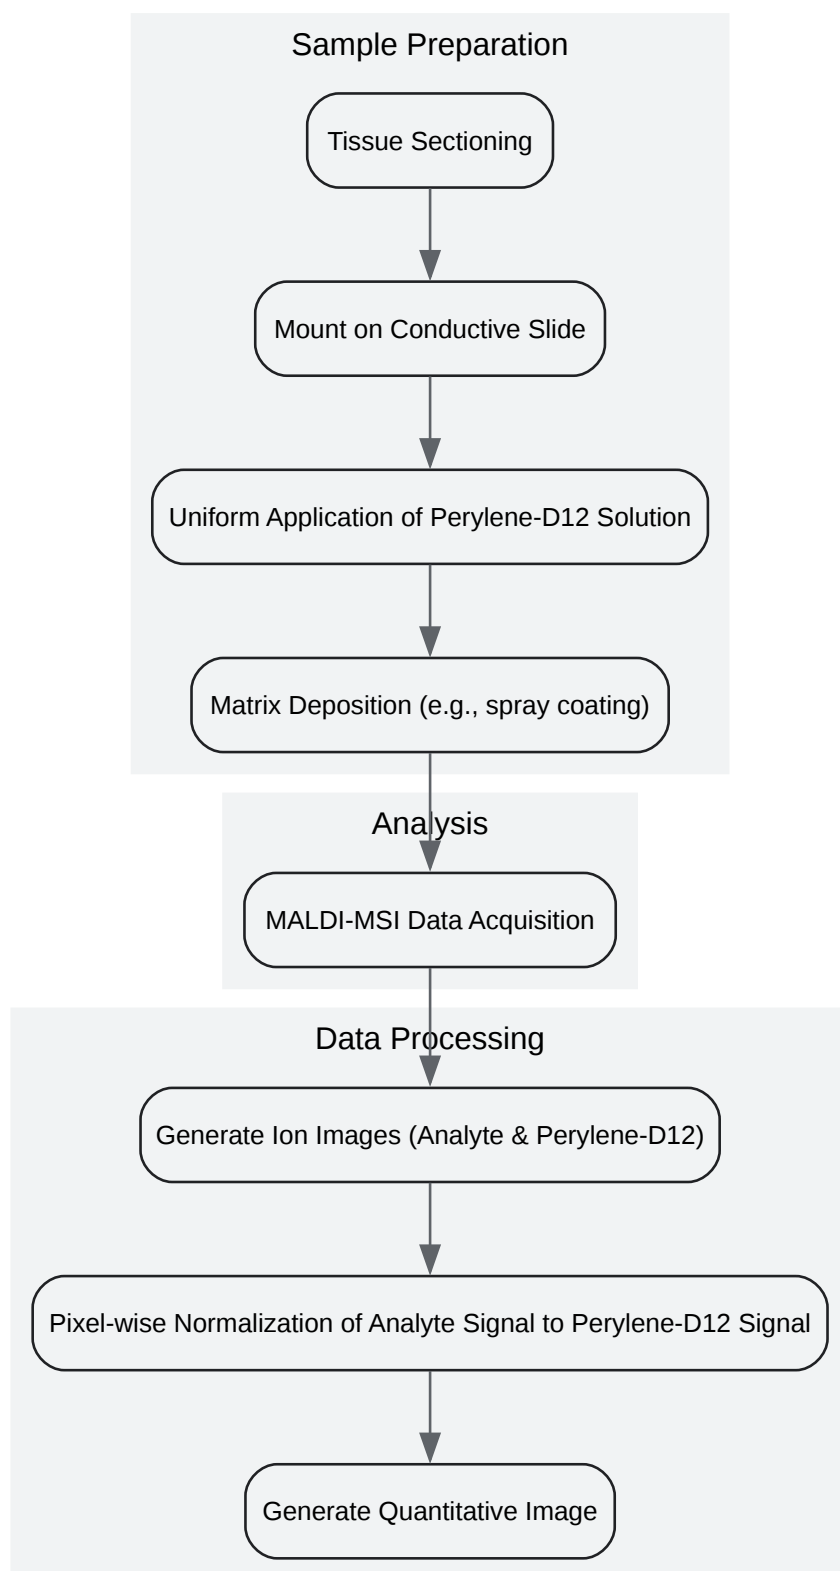 Sample Preparation
Tissue Sectioning
Mount on Conductive Slide
Uniform Application of Perylene-D12 Solution
Matrix Deposition (e.g., spray coating)
Analysis
MALDI-MSI Data Acquisition
Data Processing
Generate Ion Images (Analyte & Perylene-D12)
Pixel-wise Normalization of Analyte Signal to Perylene-D12 Signal
Generate Quantitative Image